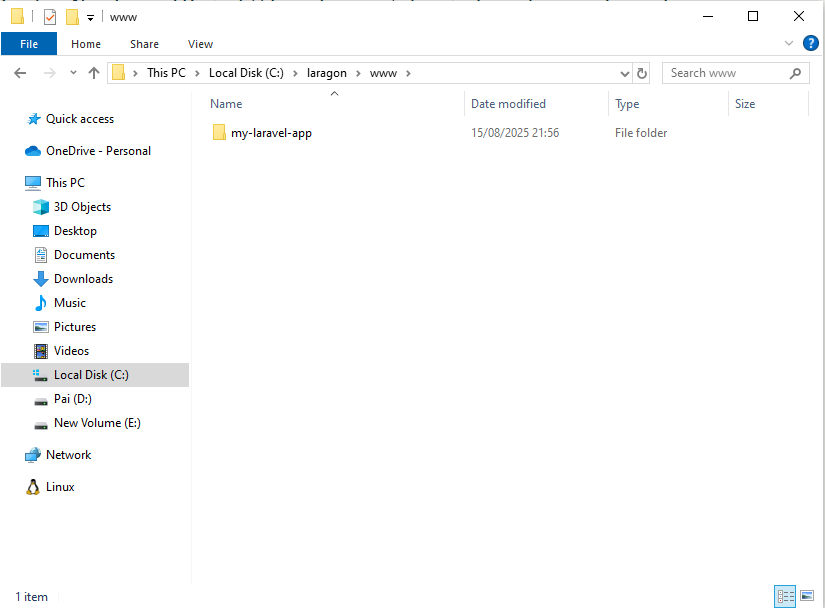 www
File Home Share View
This PC Local Disk (C:) laragon www Search www
Name Date modified Type Size
my-laravel-app 15/08/2025 21:56 File folder
Quick access
OneDrive - Personal
This PC
3D Objects
Desktop
Documents
Downloads
Music
Pictures
Videos
Local Disk (C:)
Pai (D:)
New Volume (E:)
Network
Linux
1 item